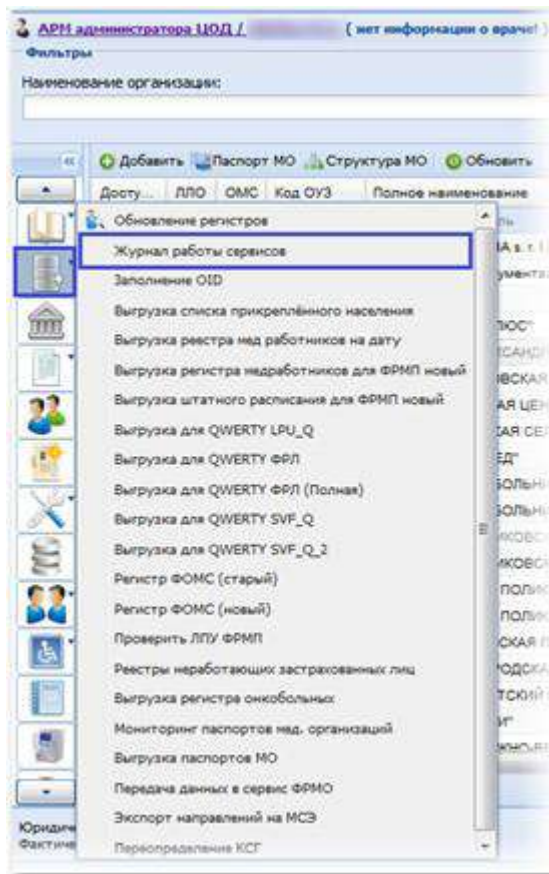 АРМ администратора ЦОД / ( нет информации о враче! )
Фильтры
Наименование организации:
Добавить Паспорт МО Структура МО Обновить
Досту... ЛЛО ОМС Код ОУЗ Полное наименование
Обновление регистров
Журнал работы сервисов
Заполнение OID
Выгрузка списка прикреплённого населения
Выгрузка реестра мед работников на дату
Выгрузка регистра медработников для ФРМП новый
Выгрузка штатного расписания для ФРМП новый
Выгрузка для QWERTY LPU_Q
Выгрузка для QWERTY ФРЛ
Выгрузка для QWERTY ФРЛ (Полная)
Выгрузка для QWERTY SVF_Q
Выгрузка для QWERTY SVF_Q_2
Регистр ФОМС (старый)
Регистр ФОМС (новый)
Проверить ЛПУ ФРМП
Реестры неработающих застрахованных лиц
Выгрузка регистра онкобольных
Мониторинг паспортов мед. организаций
Выгрузка паспортов МО
Передача данных в сервис ФРМО
Экспорт направлений на МСЭ
Переопределение КСГ
Юридиче
Фактиче